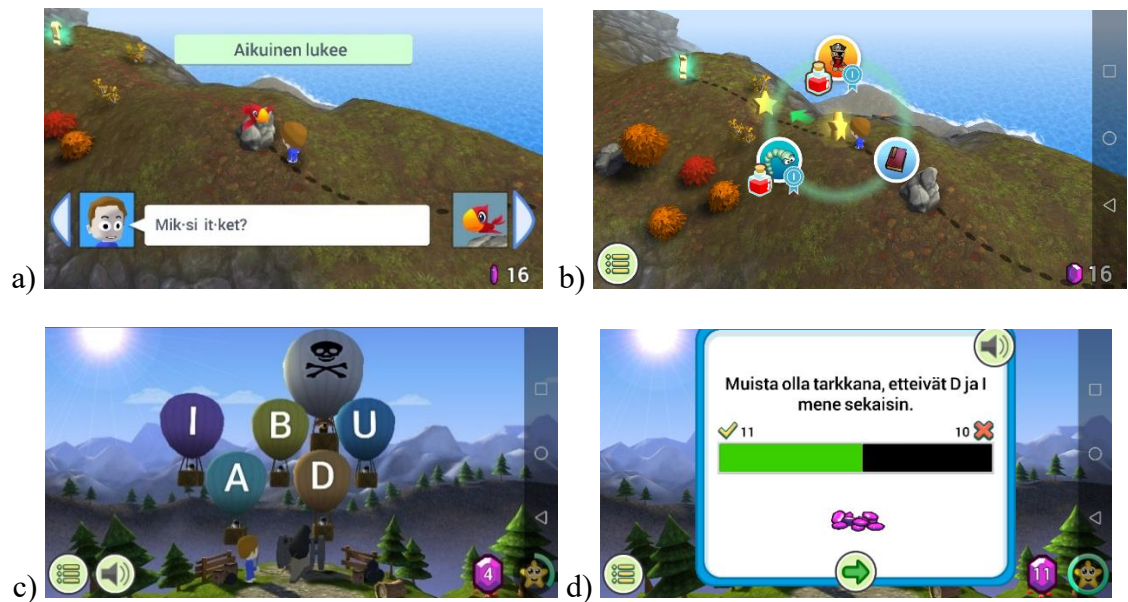 Aikuinen lukee
Mik·si it·ket?
16
a)
16
b)
I B U
A D
4
c)
Muista olla tarkkana, etteivät D ja I
mene sekaisin.
11 10
11
d)